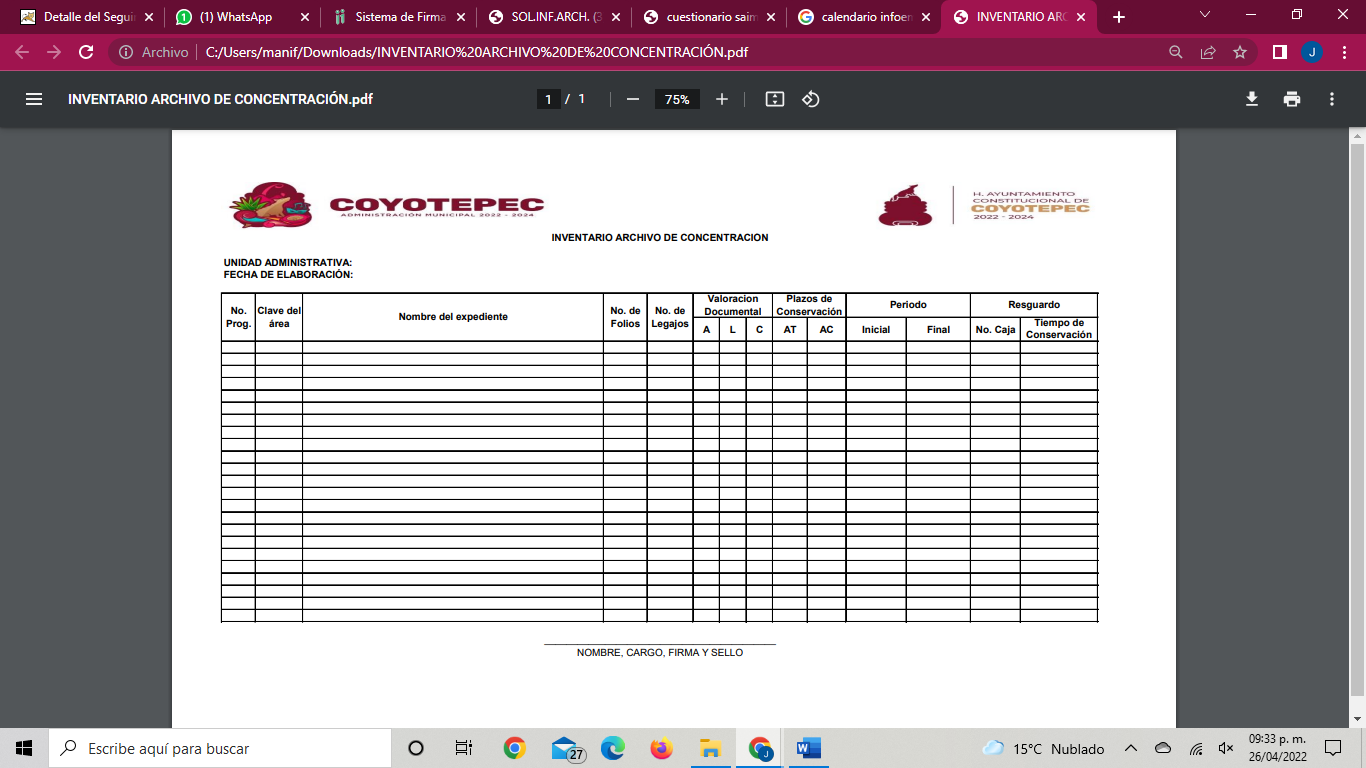 Detalle del Segui
(1) WhatsApp
Sistema de Firma
SOL.INF.ARCH. (3
cuestionario saim
calendario infoen
INVENTARIO ARC
Archivo
C:/Users/manif/Downloads/INVENTARIO%20ARCHIVO%20DE%20CONCENTRACIÓN.pdf
J
INVENTARIO ARCHIVO DE CONCENTRACIÓN.pdf
1 / 1
75%
COYOTEPEC
ADMINISTRACIÓN MUNICIPAL 2022 - 2024
H. AYUNTAMIENTO
CONSTITUCIONAL DE
COYOTEPEC
2022 - 2024
INVENTARIO ARCHIVO DE CONCENTRACION
UNIDAD ADMINISTRATIVA:
FECHA DE ELABORACIÓN:
No. Prog.
Clave del área
Nombre del expediente
No. de Folios
No. de Legajos
Valoracion Documental
Plazos de Conservación
Periodo
Resguardo
A
L
C
AT
AC
Inicial
Final
No. Caja
Tiempo de Conservación
NOMBRE, CARGO, FIRMA Y SELLO
Escribe aquí para buscar
27
J
15°C Nublado
09:33 p. m.
26/04/2022